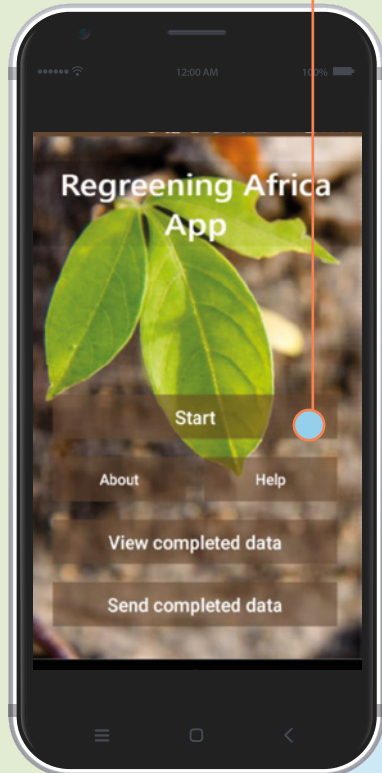 12:00 AM 100%
Regreening Africa
App
Start
About Help
View completed data
Send completed data